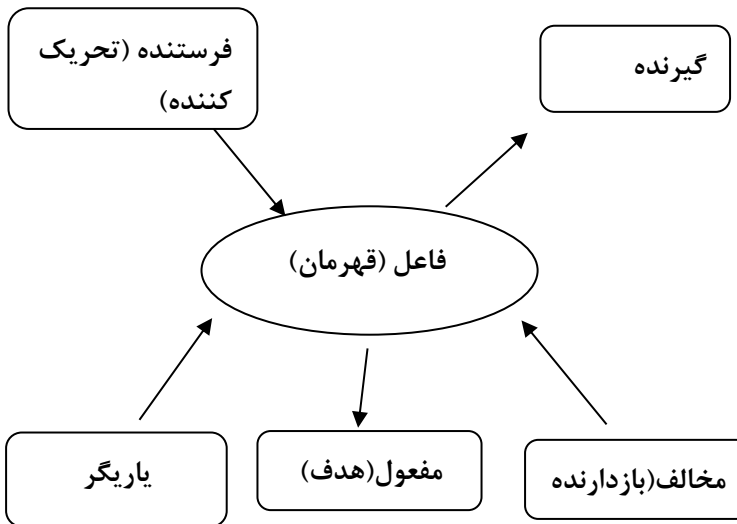 فرستنده (تحریک
کننده)
گیرنده
فاعل (قهرمان)
یاریگر
مفعول(هدف)
مخالف(بازدارنده